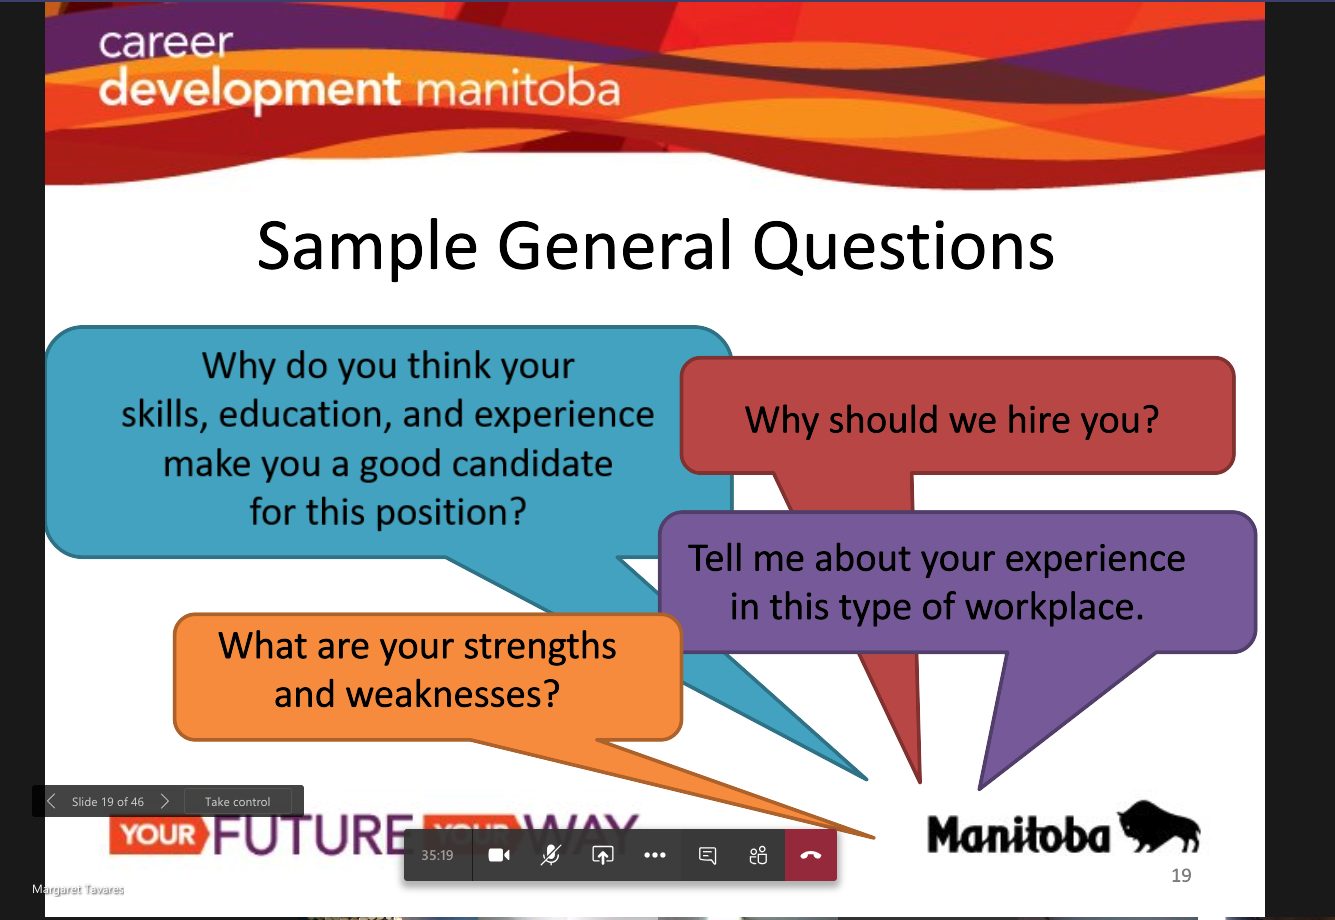 career
development manitoba
Sample General Questions
Why do you think your
skills, education, and experience
make you a good candidate
for this position?
Why should we hire you?
Tell me about your experience
in this type of workplace.
What are your strengths
and weaknesses?
Slide 19 of 46
Take control
YOUR FUTURE YOUR WAY
35:19
Manitoba
19
Margaret Tavares